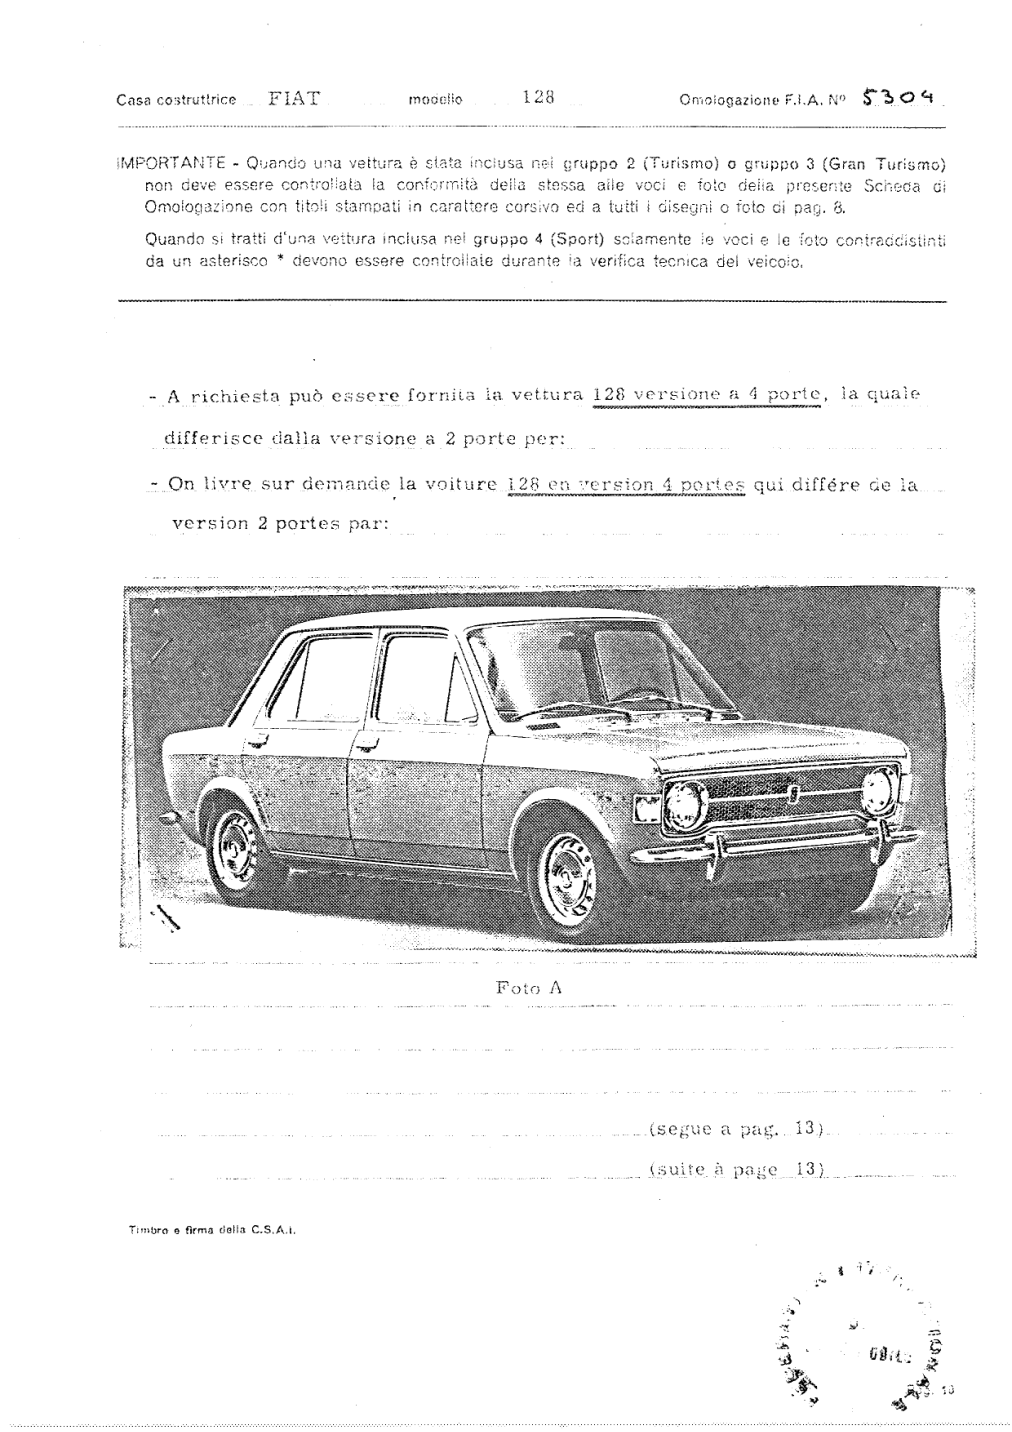 Casa costruttrice FIAT modello 128 Omologazione F.I.A. Nº 5304
IMPORTANTE - Quando una vettura è stata inclusa nel gruppo 2 (Turismo) o gruppo 3 (Gran Turismo)
non deve essere controllata la conformità della stessa alle voci e foto della presente Scheda di
Omologazione con titoli stampati in carattere corsivo ed a tutti i disegni o foto di pag. 8.
Quando si tratti d'una vettura inclusa nel gruppo 4 (Sport) solamente le voci e le foto contraddistinti
da un asterisco * devono essere controllate durante la verifica tecnica del veicolo.
- A richiesta può essere fornita la vettura 128 versione a 4 porte, la quale
differisce dalla versione a 2 porte per:
- On livre sur demande la voiture 128 en version 4 portes qui différe de la
version 2 portes par:
Foto A
(segue a pag. 13)
(suite à page 13)
Timbro e firma della C.S.A.I.